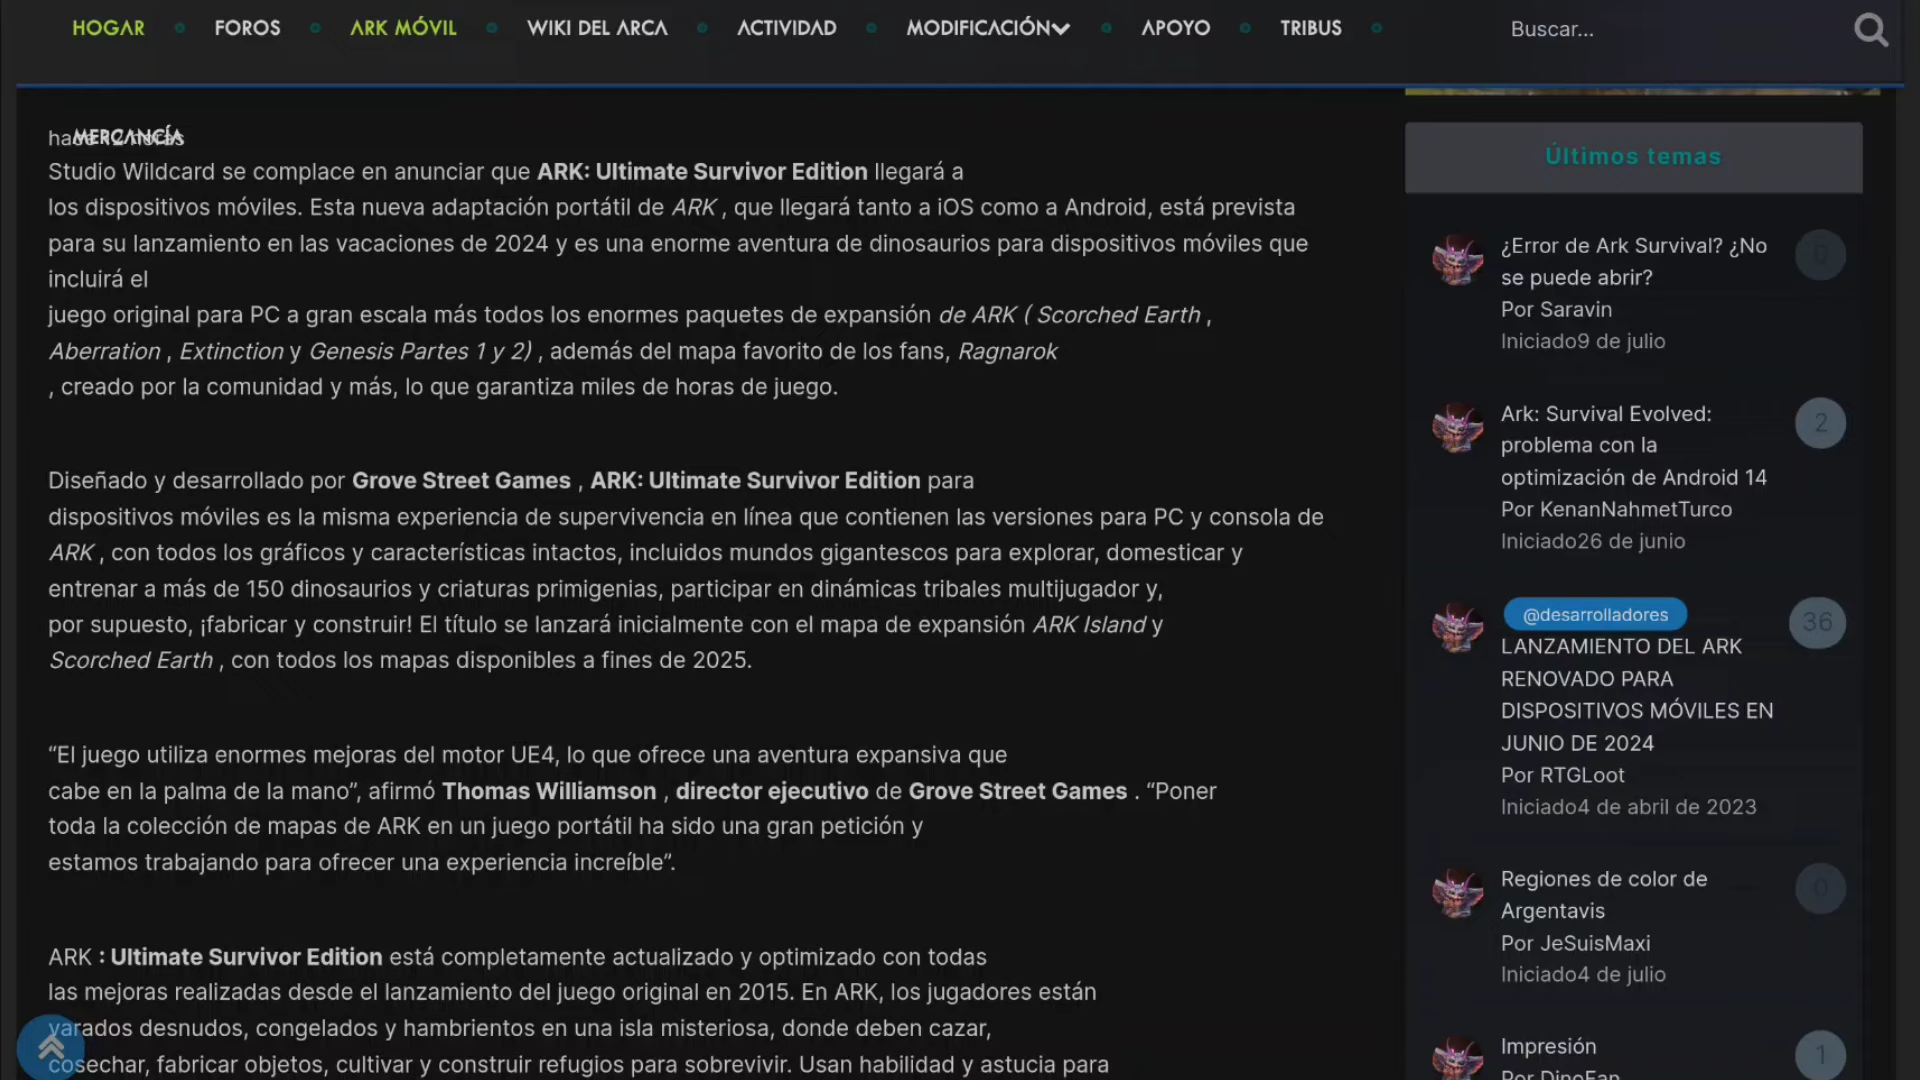 HOGAR
FOROS
ARK MÓVIL
WIKI DEL ARCA
ACTIVIDAD
MODIFICACIÓN
APOYO
TRIBUS
Buscar...
MERCANCÍA
hace 12 horas
Studio Wildcard se complace en anunciar que ARK: Ultimate Survivor Edition llegará a
los dispositivos móviles. Esta nueva adaptación portátil de ARK , que llegará tanto a iOS como a Android, está prevista
para su lanzamiento en las vacaciones de 2024 y es una enorme aventura de dinosaurios para dispositivos móviles que
incluirá el
juego original para PC a gran escala más todos los enormes paquetes de expansión de ARK ( Scorched Earth ,
Aberration , Extinction y Genesis Partes 1 y 2) , además del mapa favorito de los fans, Ragnarok
, creado por la comunidad y más, lo que garantiza miles de horas de juego.
Diseñado y desarrollado por Grove Street Games , ARK: Ultimate Survivor Edition para
dispositivos móviles es la misma experiencia de supervivencia en línea que contienen las versiones para PC y consola de
ARK , con todos los gráficos y características intactos, incluidos mundos gigantescos para explorar, domesticar y
entrenar a más de 150 dinosaurios y criaturas primigenias, participar en dinámicas tribales multijugador y,
por supuesto, ¡fabricar y construir! El título se lanzará inicialmente con el mapa de expansión ARK Island y
Scorched Earth , con todos los mapas disponibles a fines de 2025.
“El juego utiliza enormes mejoras del motor UE4, lo que ofrece una aventura expansiva que
cabe en la palma de la mano”, afirmó Thomas Williamson , director ejecutivo de Grove Street Games . “Poner
toda la colección de mapas de ARK en un juego portátil ha sido una gran petición y
estamos trabajando para ofrecer una experiencia increíble”.
ARK : Ultimate Survivor Edition está completamente actualizado y optimizado con todas
las mejoras realizadas desde el lanzamiento del juego original en 2015. En ARK, los jugadores están
varados desnudos, congelados y hambrientos en una isla misteriosa, donde deben cazar,
cosechar, fabricar objetos, cultivar y construir refugios para sobrevivir. Usan habilidad y astucia para
Últimos temas
¿Error de Ark Survival? ¿No
se puede abrir?
Por Saravin
Iniciado9 de julio
0
Ark: Survival Evolved:
problema con la
optimización de Android 14
Por KenanNahmetTurco
Iniciado26 de junio
2
@desarrolladores
LANZAMIENTO DEL ARK
RENOVADO PARA
DISPOSITIVOS MÓVILES EN
JUNIO DE 2024
Por RTGLoot
Iniciado4 de abril de 2023
36
Regiones de color de
Argentavis
Por JeSuisMaxi
Iniciado4 de julio
0
Impresión
Por DinoFan
1